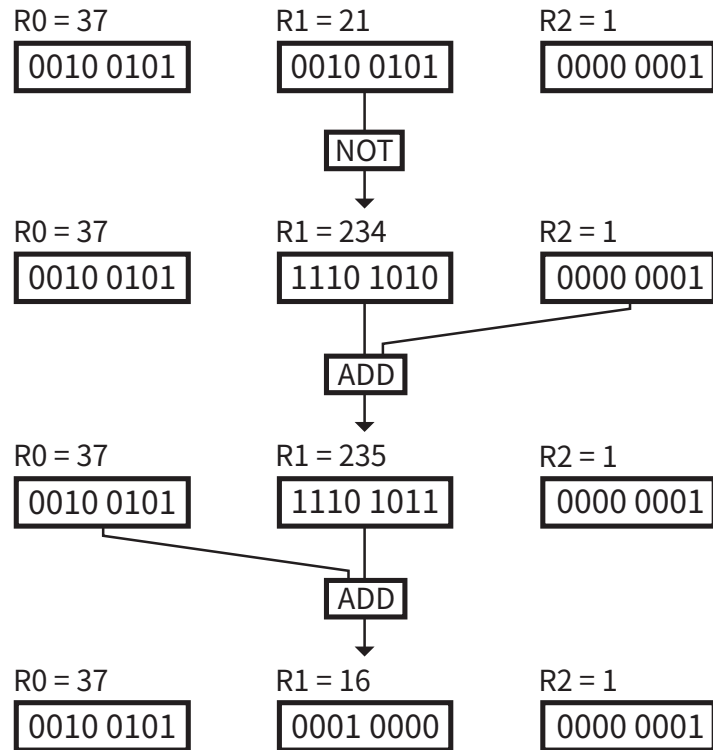 R0 = 37 R1 = 21 R2 = 1
0010 0101 0010 0101 0000 0001
NOT
R0 = 37 R1 = 234 R2 = 1
0010 0101 1110 1010 0000 0001
ADD
R0 = 37 R1 = 235 R2 = 1
0010 0101 1110 1011 0000 0001
ADD
R0 = 37 R1 = 16 R2 = 1
0010 0101 0001 0000 0000 0001